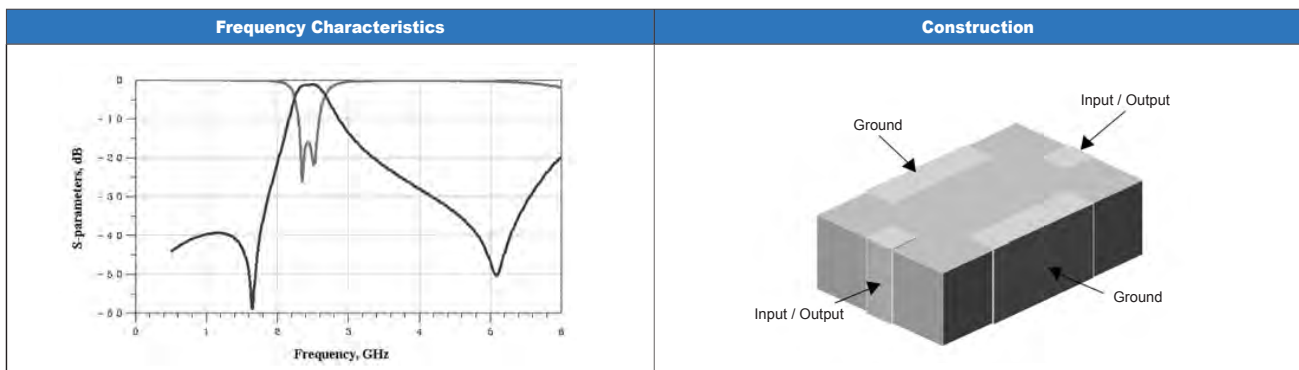 Frequency Characteristics
Construction
0
-10
-20
-30
-40
-50
-60
S-parameters, dB
0 1 2 3 4 5 6
Frequency, GHz
Input / Output
Ground
Input / Output
Ground